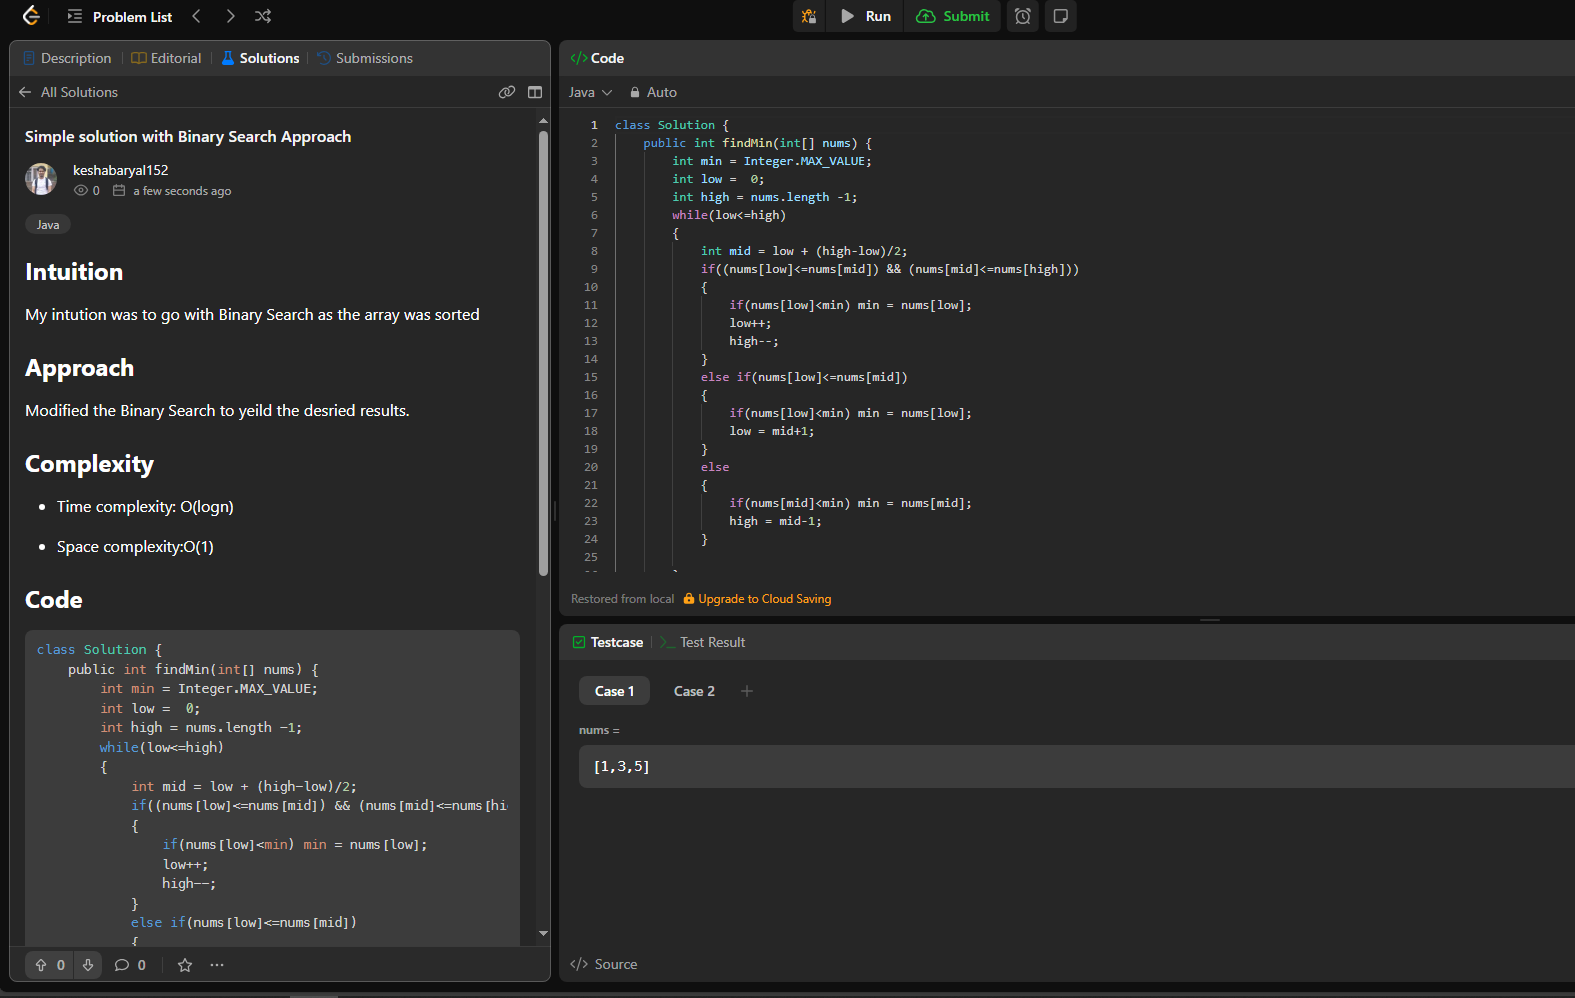 Problem List
Run
Submit
Description
Editorial
Solutions
Submissions
All Solutions
Simple solution with Binary Search Approach
keshabaryal152
0
a few seconds ago
Java
Intuition
My intution was to go with Binary Search as the array was sorted
Approach
Modified the Binary Search to yeild the desried results.
Complexity
• Time complexity: O(logn)
• Space complexity:O(1)
Code
class Solution {
public int findMin(int[] nums) {
int min = Integer.MAX_VALUE;
int low =  0;
int high = nums.length -1;
while(low<=high)
{
int mid = low + (high-low)/2;
if((nums[low]<=nums[mid]) && (nums[mid]<=nums[hi
{
if(nums[low]<min) min = nums[low];
low++;
high--;
}
else if(nums[low]<=nums[mid])
{
0
0
</> Code
Java
Auto
1 class Solution {
2 public int findMin(int[] nums) {
3 int min = Integer.MAX_VALUE;
4 int low =  0;
5 int high = nums.length -1;
6 while(low<=high)
7 {
8 int mid = low + (high-low)/2;
9 if((nums[low]<=nums[mid]) && (nums[mid]<=nums[high]))
10 {
11 if(nums[low]<min) min = nums[low];
12 low++;
13 high--;
14 }
15 else if(nums[low]<=nums[mid])
16 {
17 if(nums[low]<min) min = nums[low];
18 low = mid+1;
19 }
20 else
21 {
22 if(nums[mid]<min) min = nums[mid];
23 high = mid-1;
24 }
25
Restored from local
Upgrade to Cloud Saving
Testcase
>_ Test Result
Case 1
Case 2
+
nums =
[1,3,5]
</> Source